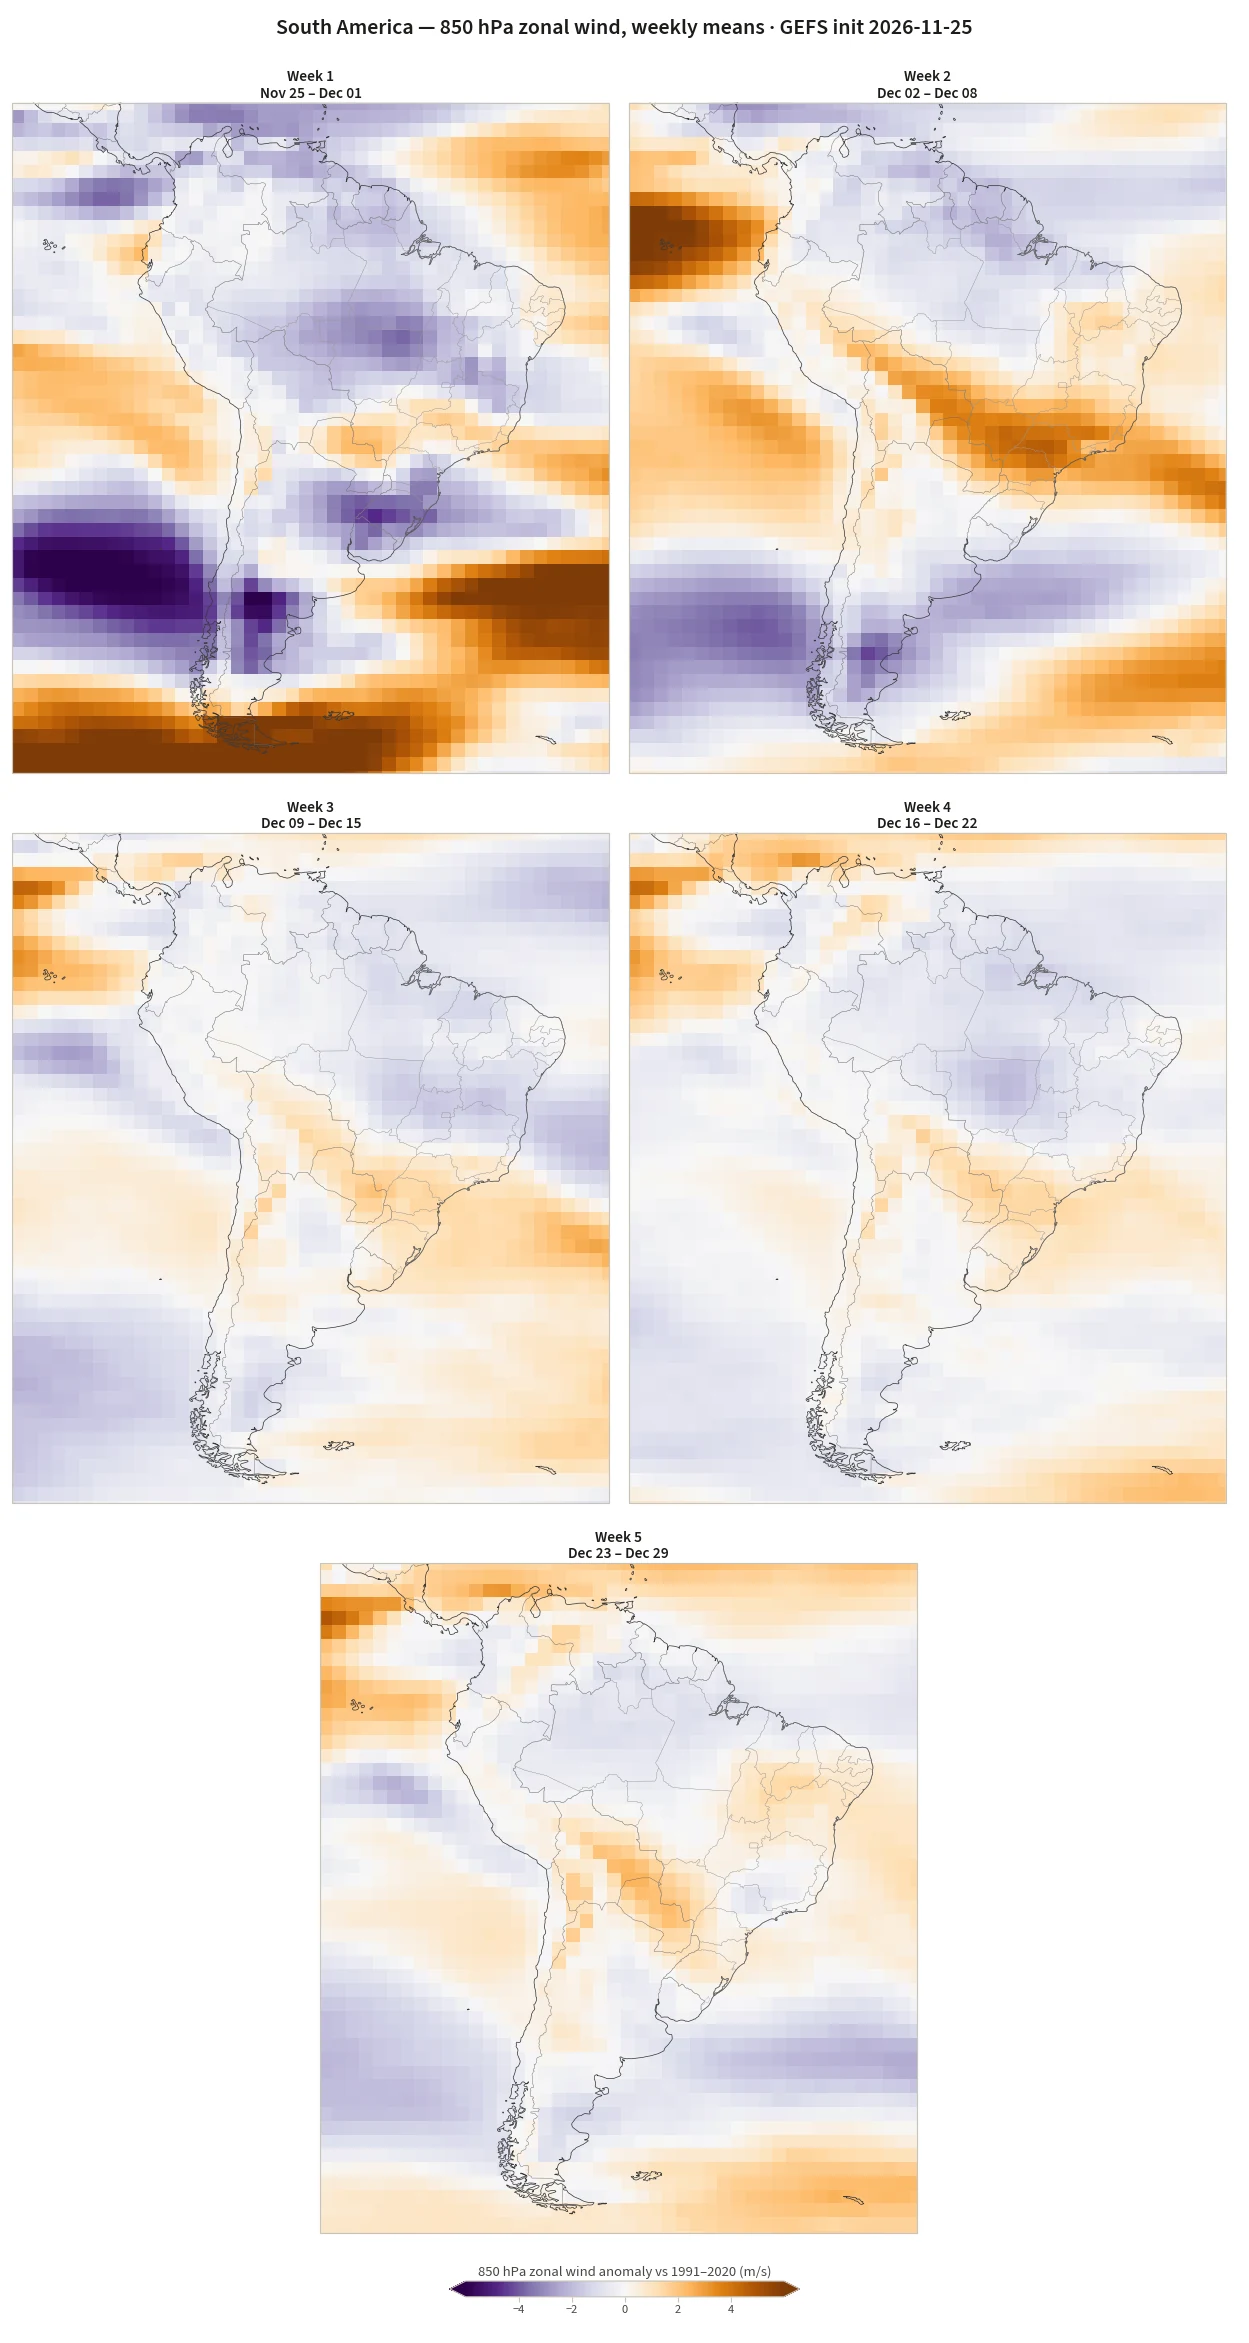 South America — 850 hPa zonal wind, weekly means · GEFS init 2026-11-25
Week 1
Nov 25 – Dec 01
Week 2
Dec 02 – Dec 08
Week 3
Dec 09 – Dec 15
Week 4
Dec 16 – Dec 22
Week 5
Dec 23 – Dec 29
850 hPa zonal wind anomaly vs 1991–2020 (m/s)
−4 −2 0 2 4